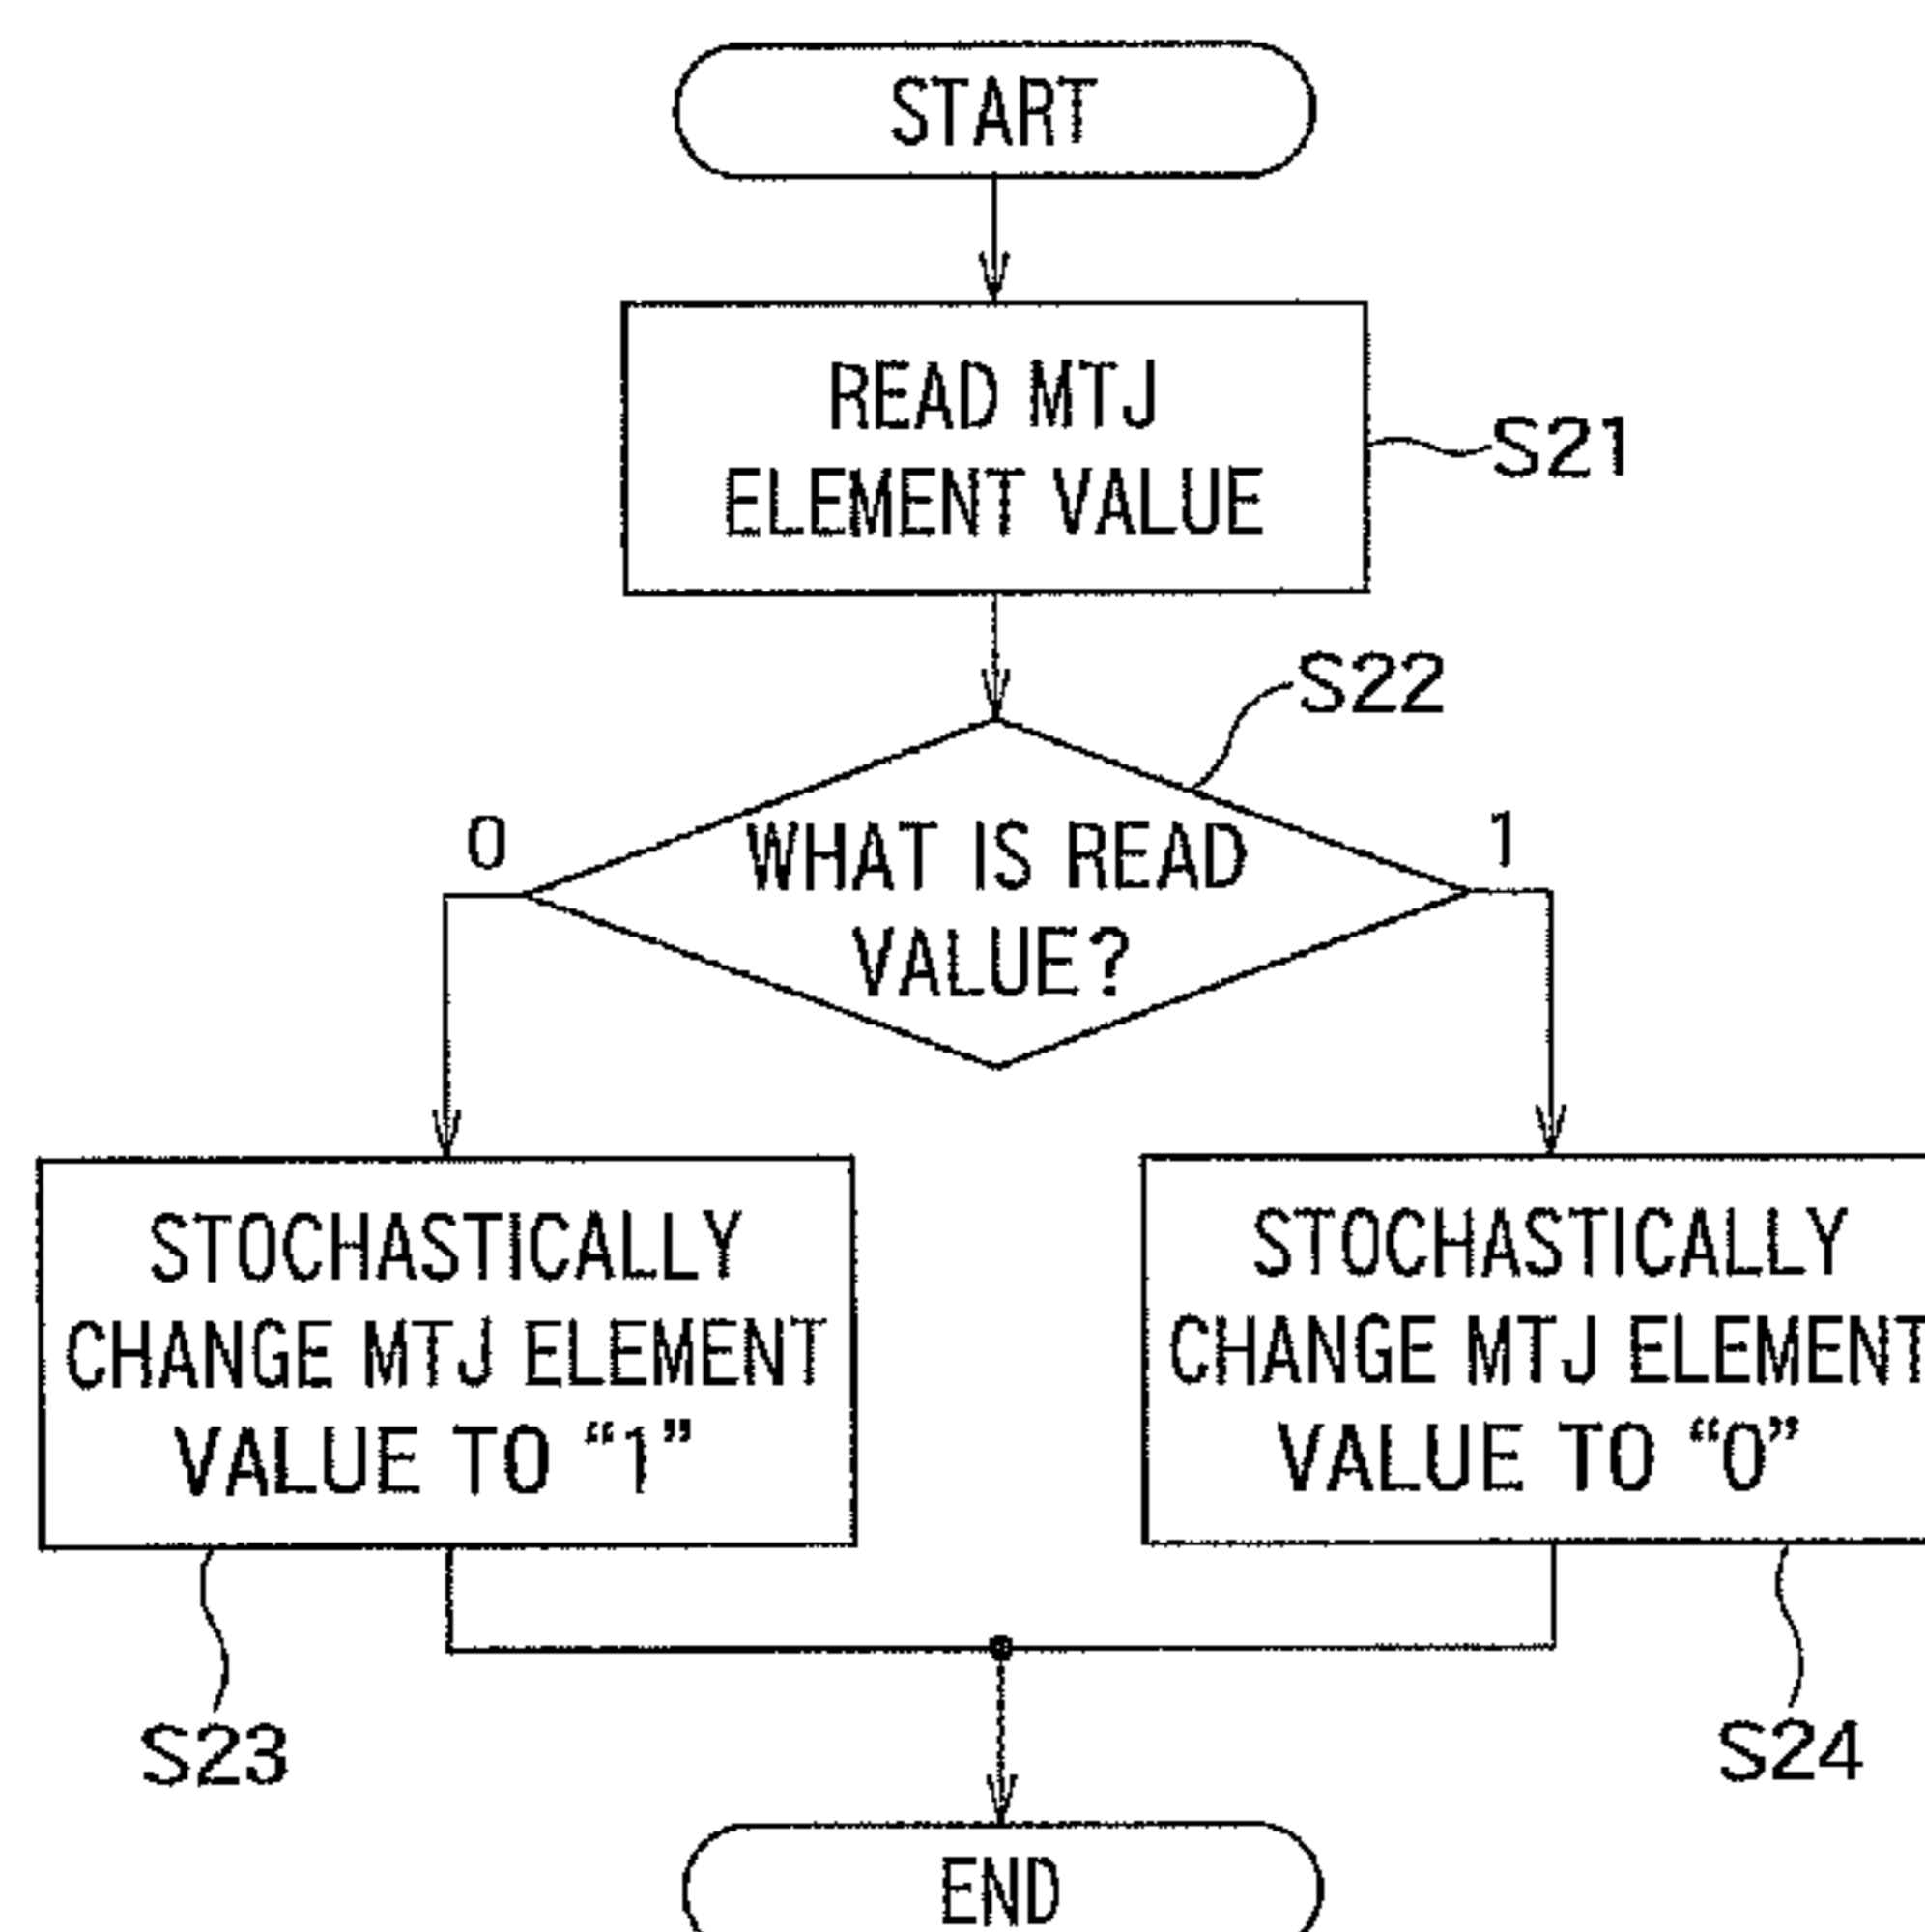 START
READ MTJ
ELEMENT VALUE
S21
S22
0
1
WHAT IS READ
VALUE?
STOCHASTICALLY
CHANGE MTJ ELEMENT
VALUE TO “1”
STOCHASTICALLY
CHANGE MTJ ELEMENT
VALUE TO “0”
S23
S24
END